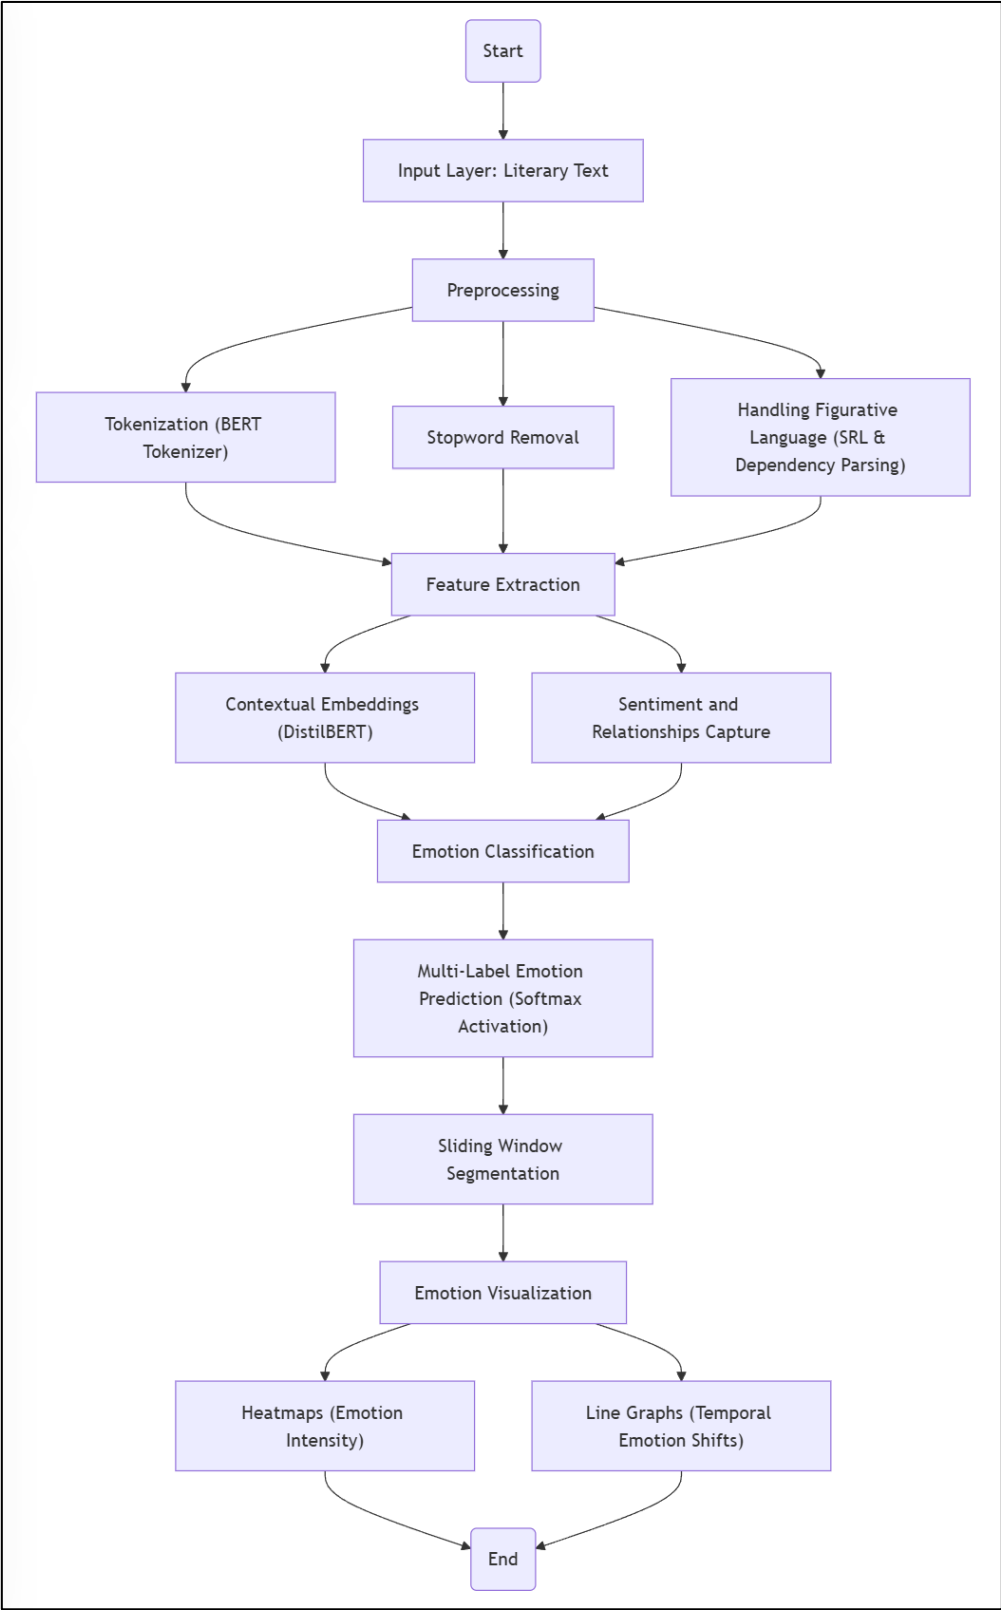 Start
Input Layer: Literary Text
Preprocessing
Tokenization (BERT
Tokenizer)
Stopword Removal
Handling Figurative
Language (SRL &
Dependency Parsing)
Feature Extraction
Contextual Embeddings
(DistilBERT)
Sentiment and
Relationships Capture
Emotion Classification
Multi-Label Emotion
Prediction (Softmax
Activation)
Sliding Window
Segmentation
Emotion Visualization
Heatmaps (Emotion
Intensity)
Line Graphs (Temporal
Emotion Shifts)
End